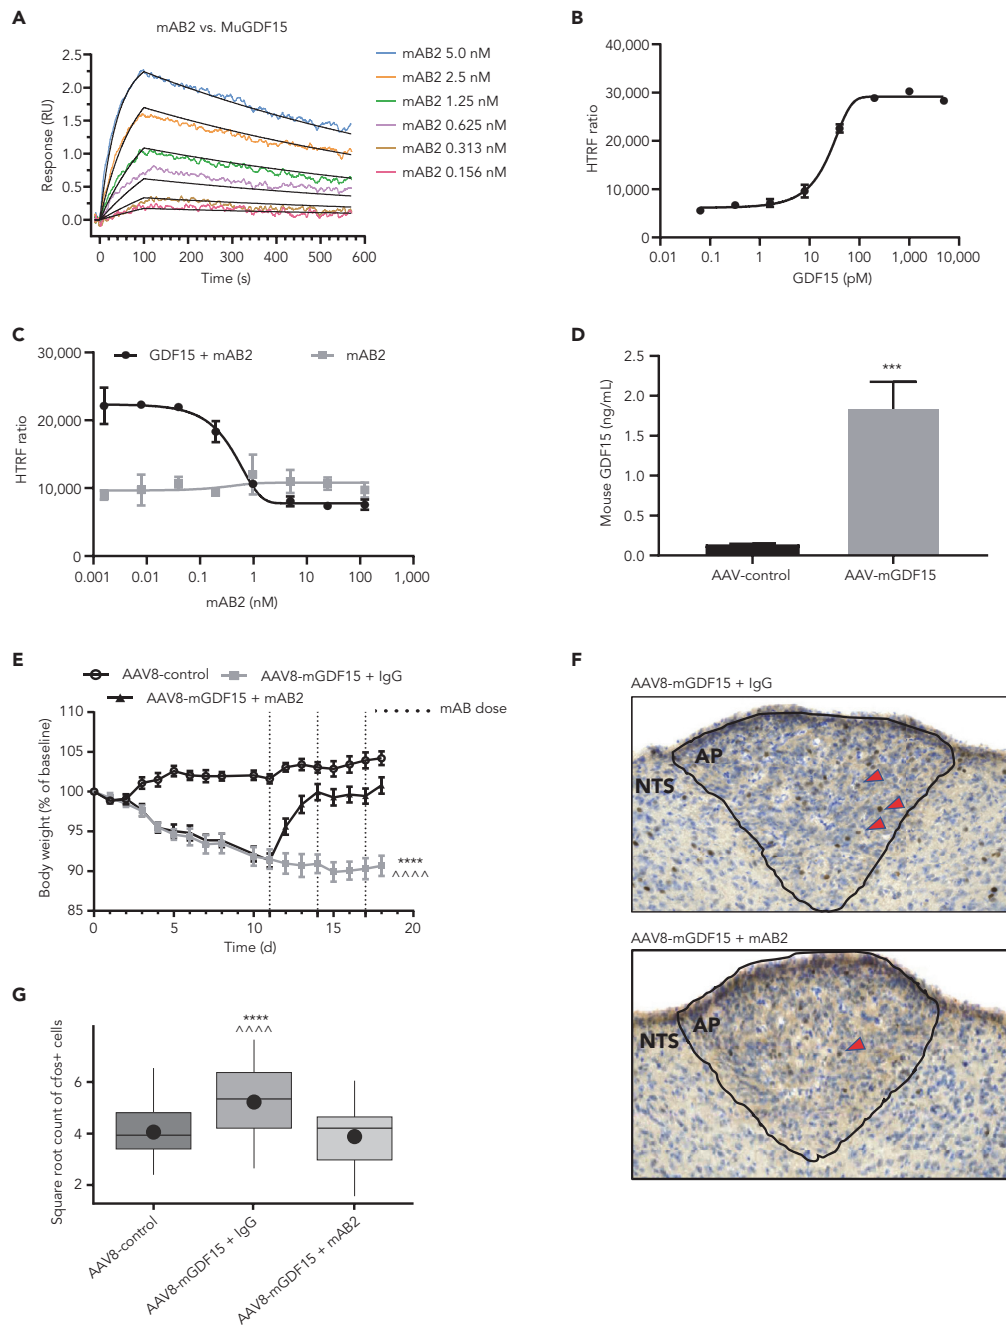 A
mAB2 vs. MuGDF15
Response (RU)
2.5
2.0
1.5
1.0
0.5
0.0
0
100
200
300
400
500
600
Time (s)
mAB2 5.0 nM
mAB2 2.5 nM
mAB2 1.25 nM
mAB2 0.625 nM
mAB2 0.313 nM
mAB2 0.156 nM
B
HTRF ratio
40,000
30,000
20,000
10,000
0
0.01
0.1
1
10
100
1,000
10,000
GDF15 (pM)
C
GDF15 + mAB2
mAB2
HTRF ratio
30,000
20,000
10,000
0
0.001
0.01
0.1
1
10
100
1,000
mAB2 (nM)
D
Mouse GDF15 (ng/mL)
2.5
2.0
1.5
1.0
0.5
0.0
***
AAV-control
AAV-mGDF15
E
AAV8-control
AAV8-mGDF15 + IgG
AAV8-mGDF15 + mAB2
mAB dose
Body weight (% of baseline)
110
105
100
95
90
85
0
5
10
15
20
Time (d)
****
^^^^
F
AAV8-mGDF15 + IgG
AP
NTS
AAV8-mGDF15 + mAB2
AP
NTS
G
Square root count of cfos+ cells
6
4
2
****
^^^^
AAV8-control
AAV8-mGDF15 + IgG
AAV8-mGDF15 + mAB2